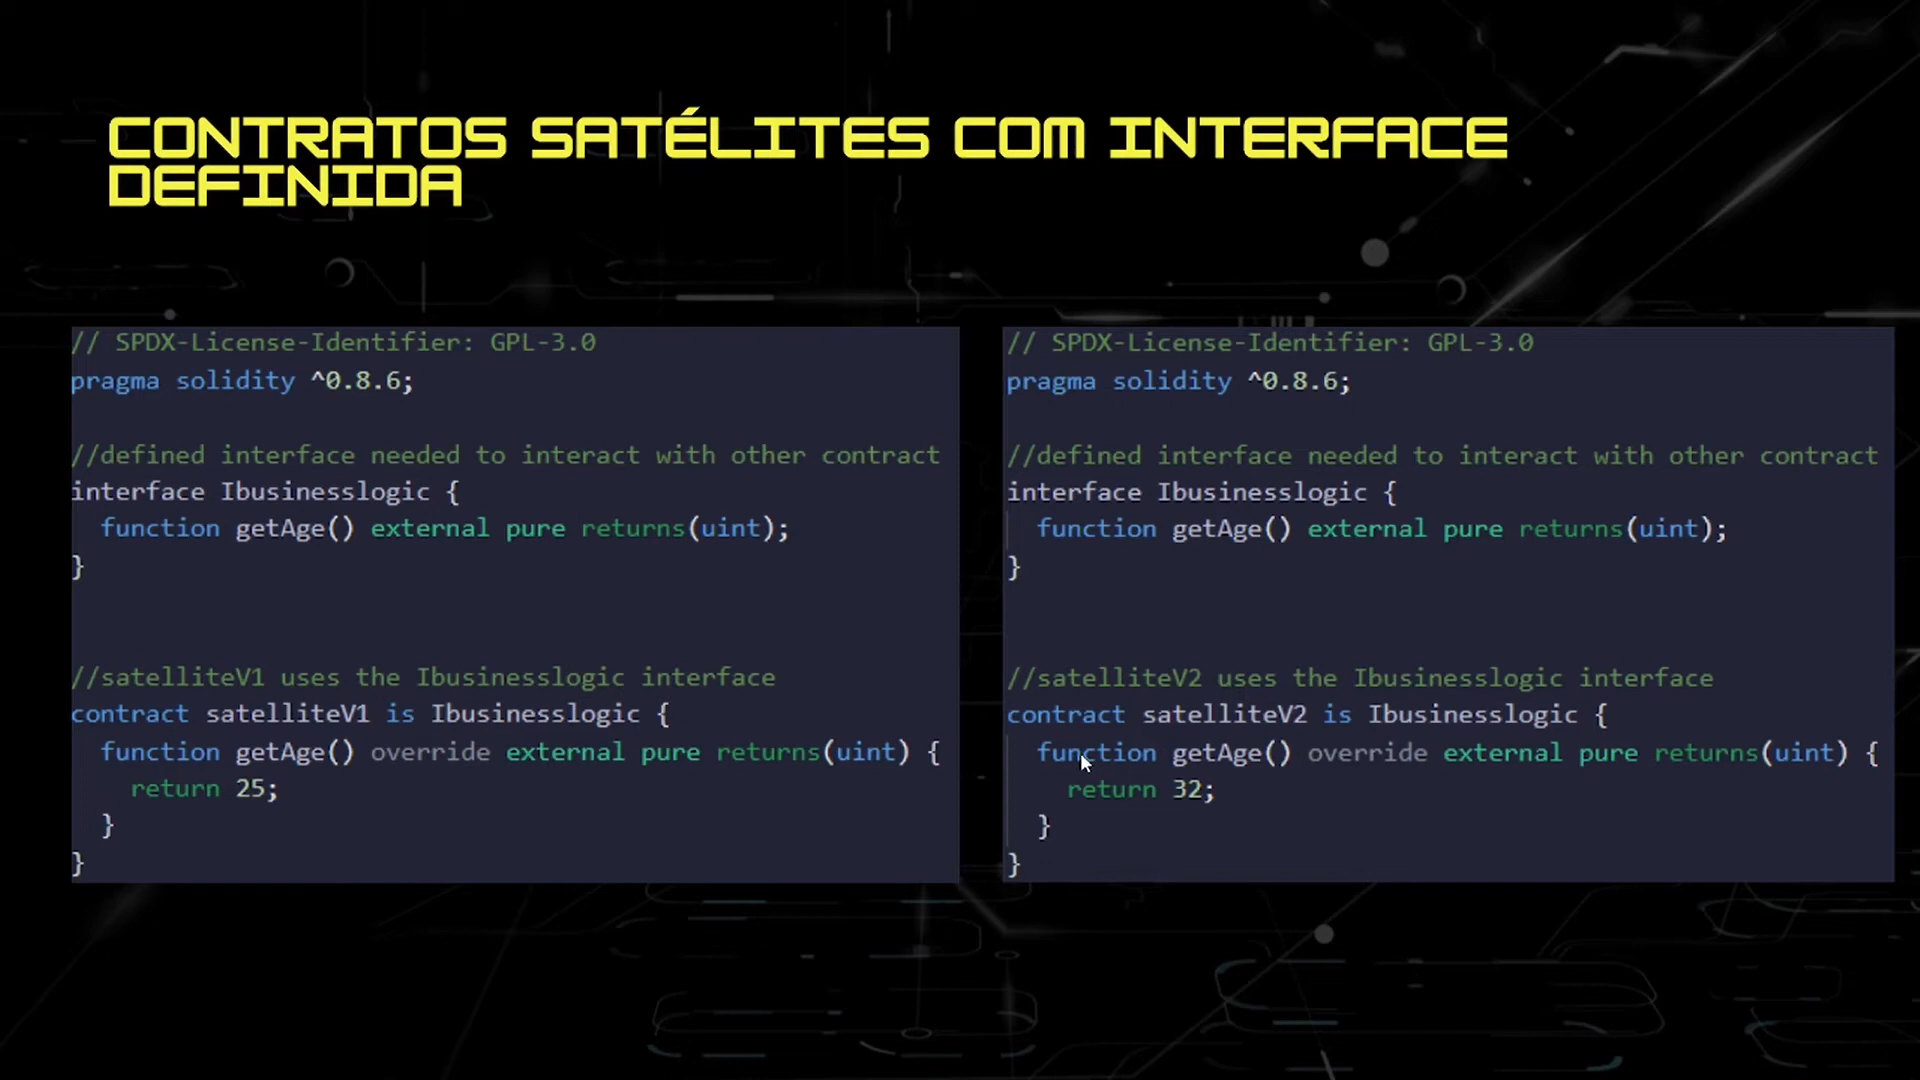 CONTRATOS SATÉLITES COM INTERFACE
DEFINIDA
// SPDX-License-Identifier: GPL-3.0
pragma solidity ^0.8.6;
//defined interface needed to interact with other contract
interface Ibusinesslogic {
function getAge() external pure returns(uint);
}
//satelliteV1 uses the Ibusinesslogic interface
contract satelliteV1 is Ibusinesslogic {
function getAge() override external pure returns(uint) {
return 25;
}
}
// SPDX-License-Identifier: GPL-3.0
pragma solidity ^0.8.6;
//defined interface needed to interact with other contract
interface Ibusinesslogic {
function getAge() external pure returns(uint);
}
//satelliteV2 uses the Ibusinesslogic interface
contract satelliteV2 is Ibusinesslogic {
function getAge() override external pure returns(uint) {
return 32;
}
}